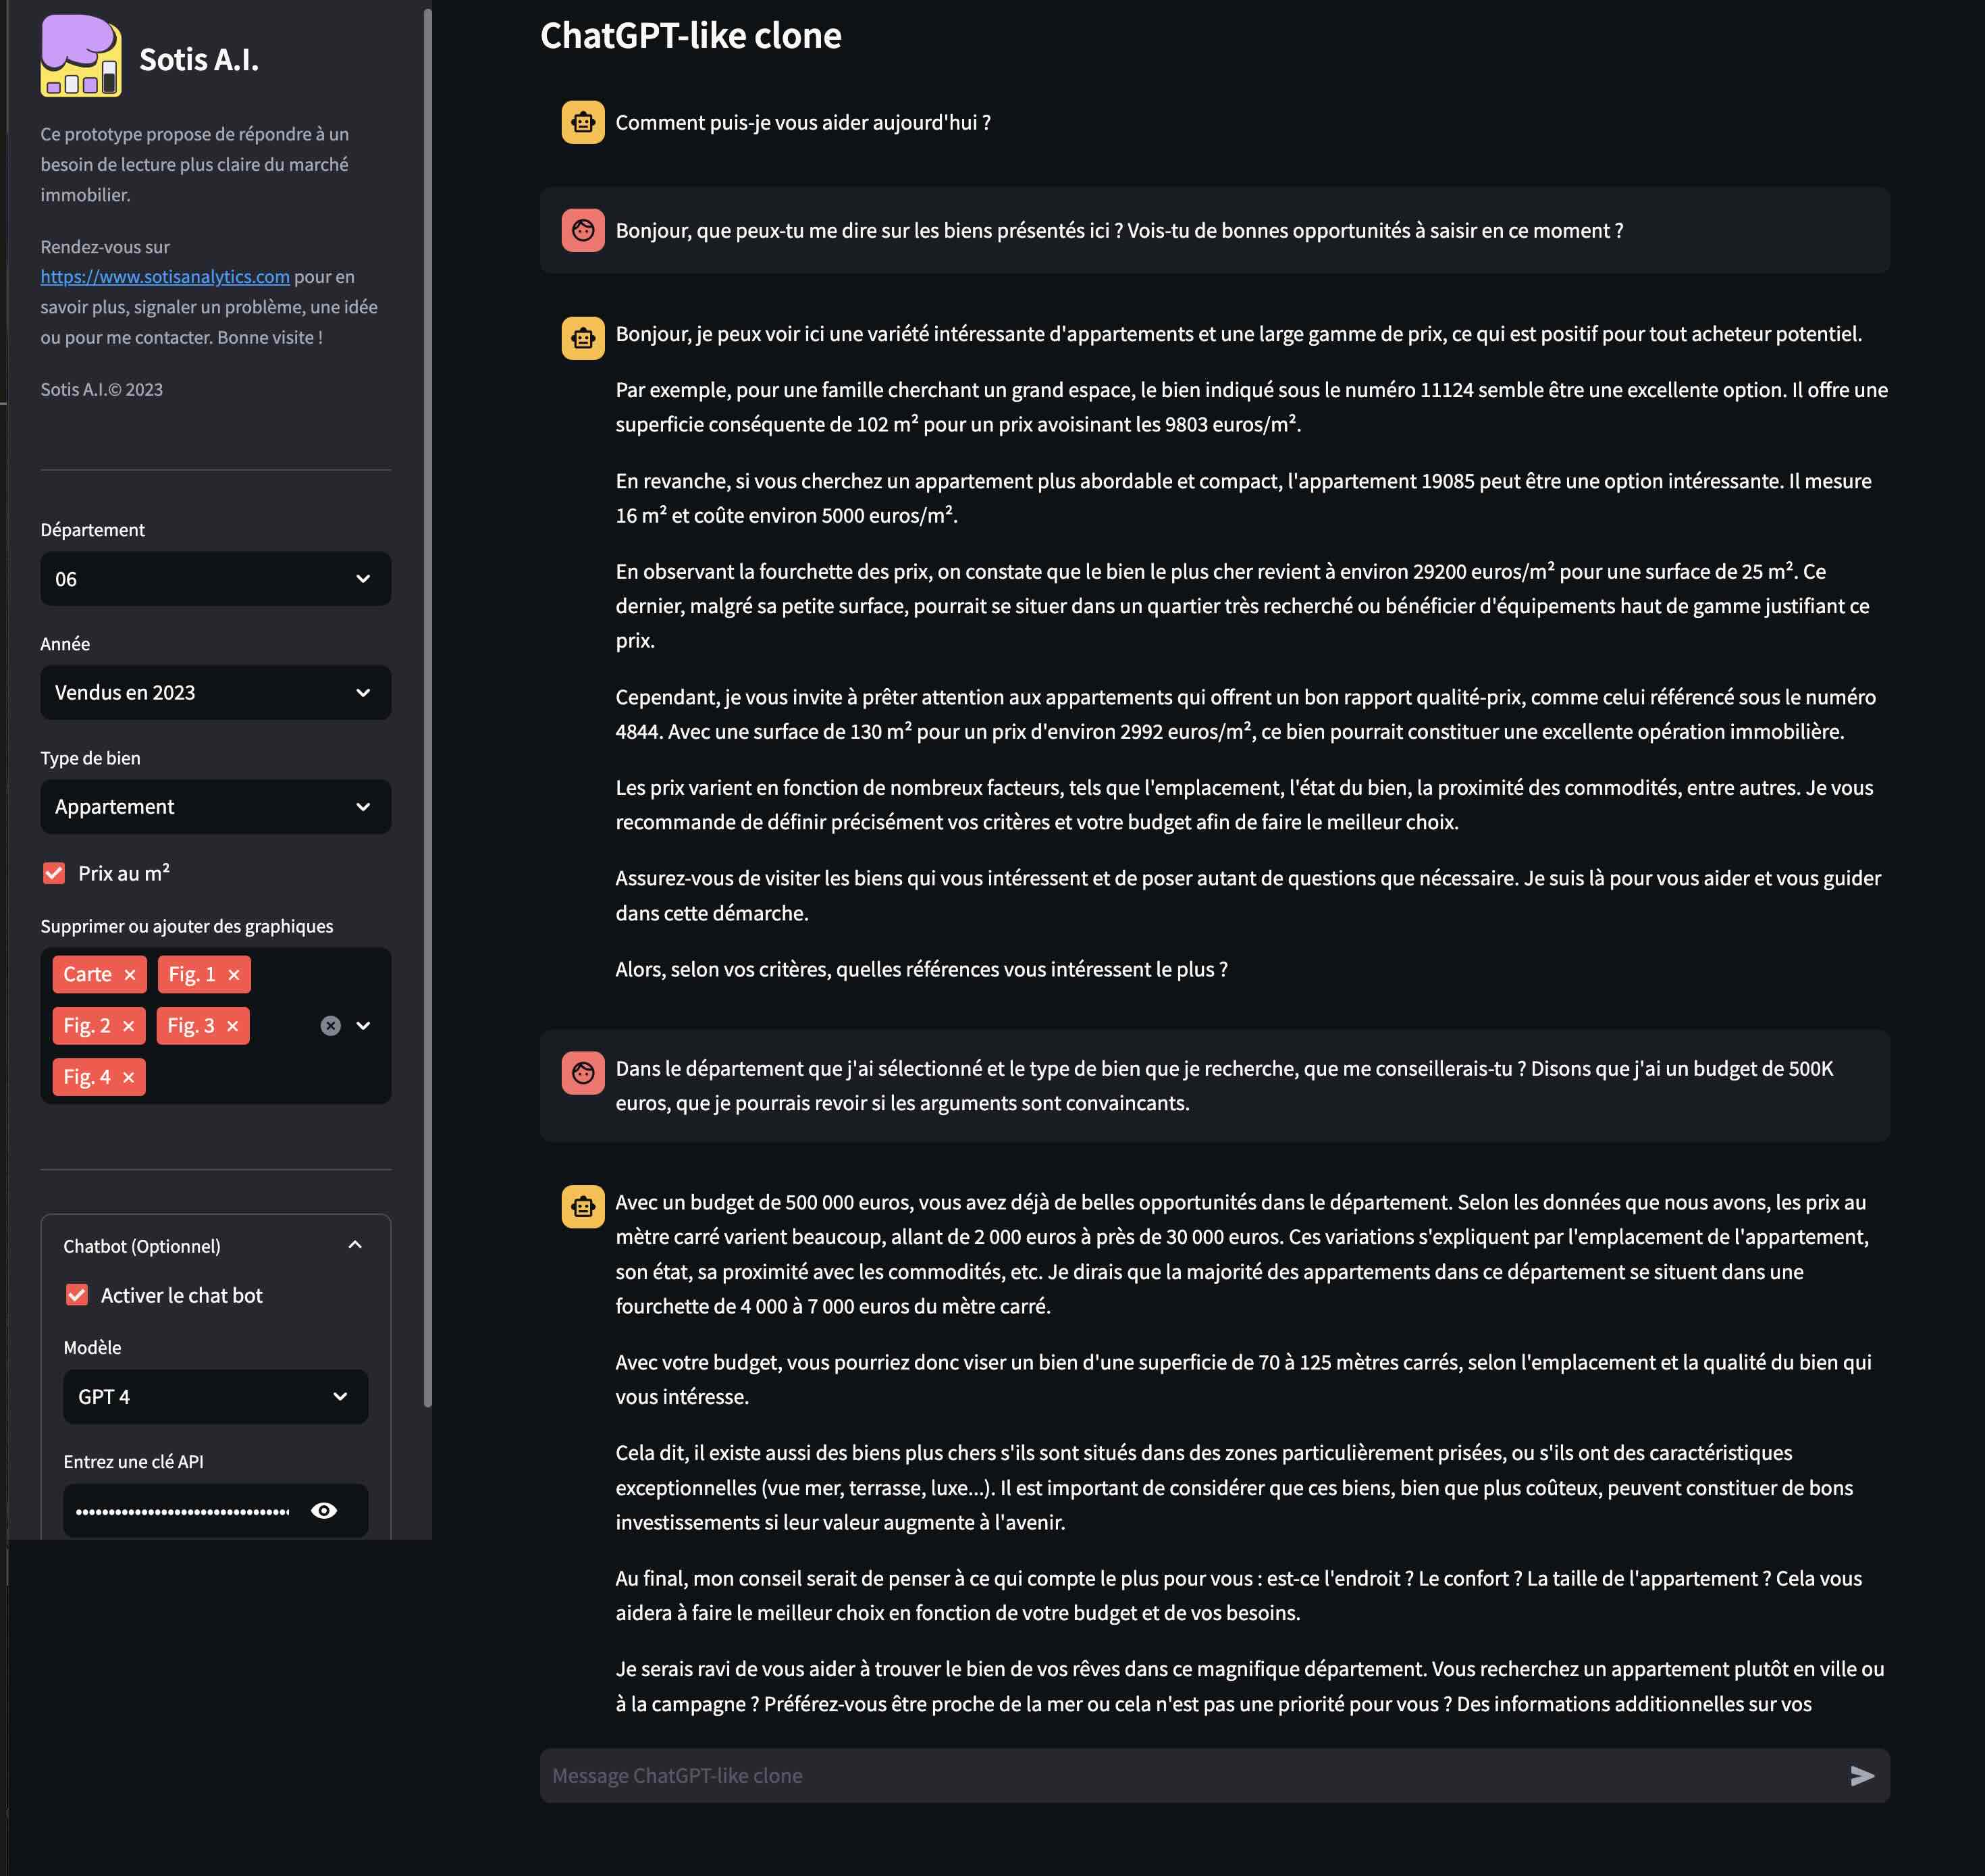 Sotis A.I.
Ce prototype propose de répondre à un
besoin de lecture plus claire du marché
immobilier.
Rendez-vous sur
https://www.sotisanalytics.com pour en
savoir plus, signaler un problème, une idée
ou pour me contacter. Bonne visite !
Sotis A.I.© 2023
Département
06
Année
Vendus en 2023
Type de bien
Appartement
Prix au m²
Supprimer ou ajouter des graphiques
Carte ×
Fig. 1 ×
Fig. 2 ×
Fig. 3 ×
Fig. 4 ×
Chatbot (Optionnel)
Activer le chat bot
Modèle
GPT 4
Entrez une clé API
ChatGPT-like clone
Comment puis-je vous aider aujourd'hui ?
Bonjour, que peux-tu me dire sur les biens présentés ici ? Vois-tu de bonnes opportunités à saisir en ce moment ?
Bonjour, je peux voir ici une variété intéressante d'appartements et une large gamme de prix, ce qui est positif pour tout acheteur potentiel.
Par exemple, pour une famille cherchant un grand espace, le bien indiqué sous le numéro 11124 semble être une excellente option. Il offre une
superficie conséquente de 102 m² pour un prix avoisinant les 9803 euros/m².
En revanche, si vous cherchez un appartement plus abordable et compact, l'appartement 19085 peut être une option intéressante. Il mesure
16 m² et coûte environ 5000 euros/m².
En observant la fourchette des prix, on constate que le bien le plus cher revient à environ 29200 euros/m² pour une surface de 25 m². Ce
dernier, malgré sa petite surface, pourrait se situer dans un quartier très recherché ou bénéficier d'équipements haut de gamme justifiant ce
prix.
Cependant, je vous invite à prêter attention aux appartements qui offrent un bon rapport qualité-prix, comme celui référencé sous le numéro
4844. Avec une surface de 130 m² pour un prix d'environ 2992 euros/m², ce bien pourrait constituer une excellente opération immobilière.
Les prix varient en fonction de nombreux facteurs, tels que l'emplacement, l'état du bien, la proximité des commodités, entre autres. Je vous
recommande de définir précisément vos critères et votre budget afin de faire le meilleur choix.
Assurez-vous de visiter les biens qui vous intéressent et de poser autant de questions que nécessaire. Je suis là pour vous aider et vous guider
dans cette démarche.
Alors, selon vos critères, quelles références vous intéressent le plus ?
Dans le département que j'ai sélectionné et le type de bien que je recherche, que me conseillerais-tu ? Disons que j'ai un budget de 500K
euros, que je pourrais revoir si les arguments sont convaincants.
Avec un budget de 500 000 euros, vous avez déjà de belles opportunités dans le département. Selon les données que nous avons, les prix au
mètre carré varient beaucoup, allant de 2 000 euros à près de 30 000 euros. Ces variations s'expliquent par l'emplacement de l'appartement,
son état, sa proximité avec les commodités, etc. Je dirais que la majorité des appartements dans ce département se situent dans une
fourchette de 4 000 à 7 000 euros du mètre carré.
Avec votre budget, vous pourriez donc viser un bien d'une superficie de 70 à 125 mètres carrés, selon l'emplacement et la qualité du bien qui
vous intéresse.
Cela dit, il existe aussi des biens plus chers s'ils sont situés dans des zones particulièrement prisées, ou s'ils ont des caractéristiques
exceptionnelles (vue mer, terrasse, luxe...). Il est important de considérer que ces biens, bien que plus coûteux, peuvent constituer de bons
investissements si leur valeur augmente à l'avenir.
Au final, mon conseil serait de penser à ce qui compte le plus pour vous : est-ce l'endroit ? Le confort ? La taille de l'appartement ? Cela vous
aidera à faire le meilleur choix en fonction de votre budget et de vos besoins.
Je serais ravi de vous aider à trouver le bien de vos rêves dans ce magnifique département. Vous recherchez un appartement plutôt en ville ou
à la campagne ? Préférez-vous être proche de la mer ou cela n'est pas une priorité pour vous ? Des informations additionnelles sur vos
Message ChatGPT-like clone